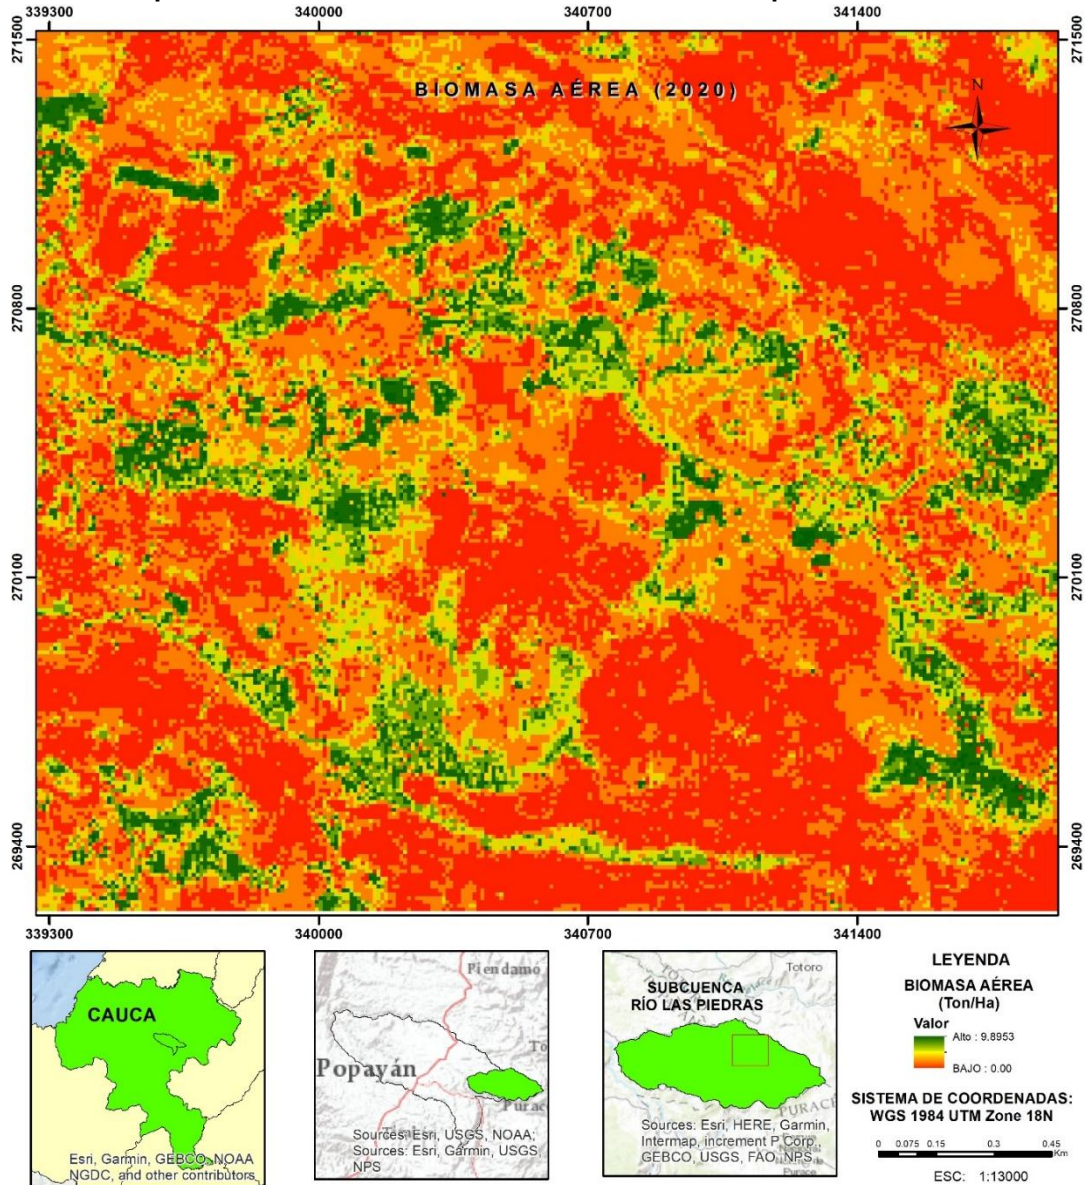 339300 340000 340700 341400
271500 271500
BIOMASA AÉREA (2020)
N
270800 270800
270100 270100
269400 269400
339300 340000 340700 341400
CAUCA
Esri, Garmin, GEBCO, NOAA
NGDC, and other contributors
Piendamo
To
Popayán
Purace
Sources: Esri, USGS, NOAA;
Sources: Esri, Garmin, USGS,
NPS
Totoro
SUBCUENCA
RÍO LAS PIEDRAS
PURACE
Sources: Esri, HERE, Garmin,
Intermap, increment P Corp.,
GEBCO, USGS, FAO, NPS,
Purace
LEYENDA
BIOMASA AÉREA
(Ton/Ha)
Valor
Alto : 9.8953
BAJO : 0.00
SISTEMA DE COORDENADAS:
WGS 1984 UTM Zone 18N
0 0.075 0.15 0.3 0.45
Km
ESC: 1:13000